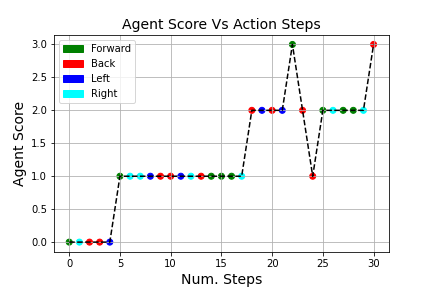 Agent Score Vs Action Steps
Agent Score
3.0
2.5
2.0
1.5
1.0
0.5
0.0
Forward
Back
Left
Right
0 5 10 15 20 25 30
Num. Steps